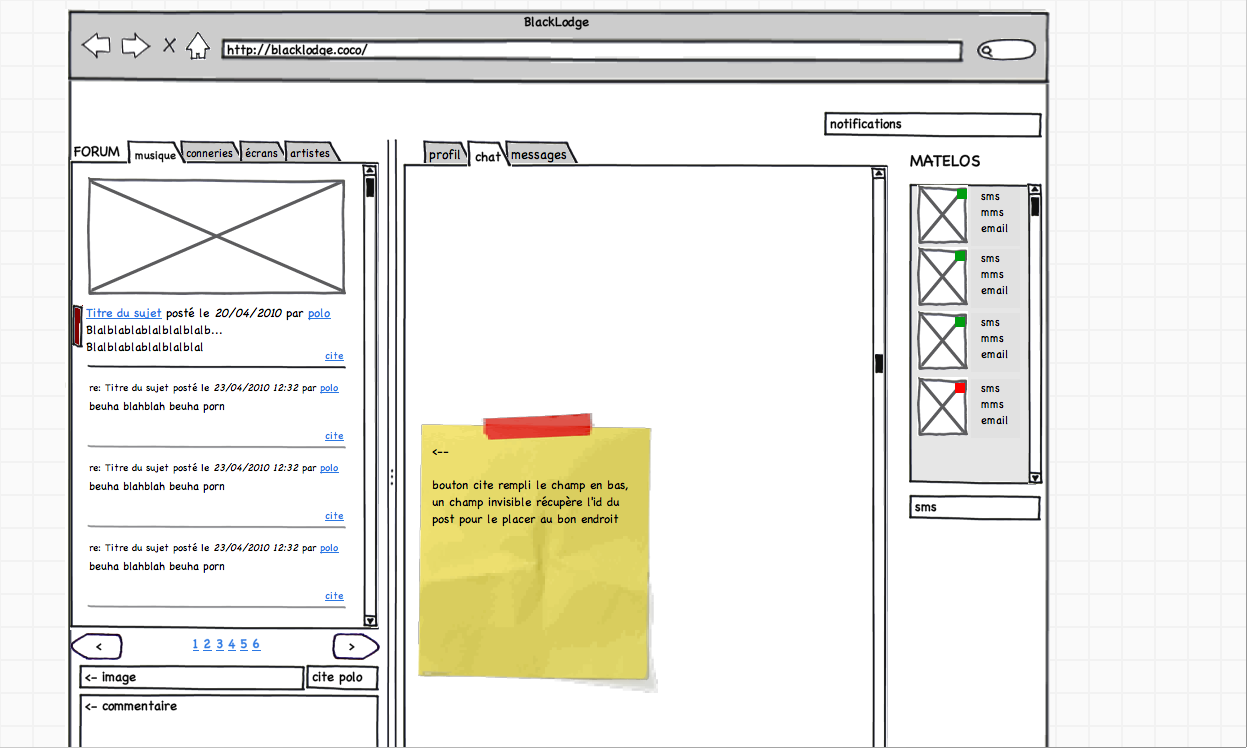 BlackLodge
http://blacklodge.coco/
notifications
FORUM
musique
conneries
écrans
artistes
Titre du sujet posté le 20/04/2010 par polo
Blalblablablalblalblalb...
Blalblablablalblalblal
cite
re: Titre du sujet posté le 23/04/2010 12:32 par polo
beuha blahblah beuha porn
cite
re: Titre du sujet posté le 23/04/2010 12:32 par polo
beuha blahblah beuha porn
cite
re: Titre du sujet posté le 23/04/2010 12:32 par polo
beuha blahblah beuha porn
cite
<
1 2 3 4 5 6
>
<- image
cite polo
<- commentaire
profil
chat
messages
<--
bouton cite rempli le champ en bas,
un champ invisible récupère l'id du
post pour le placer au bon endroit
MATELOS
sms
mms
email
sms
mms
email
sms
mms
email
sms
mms
email
sms